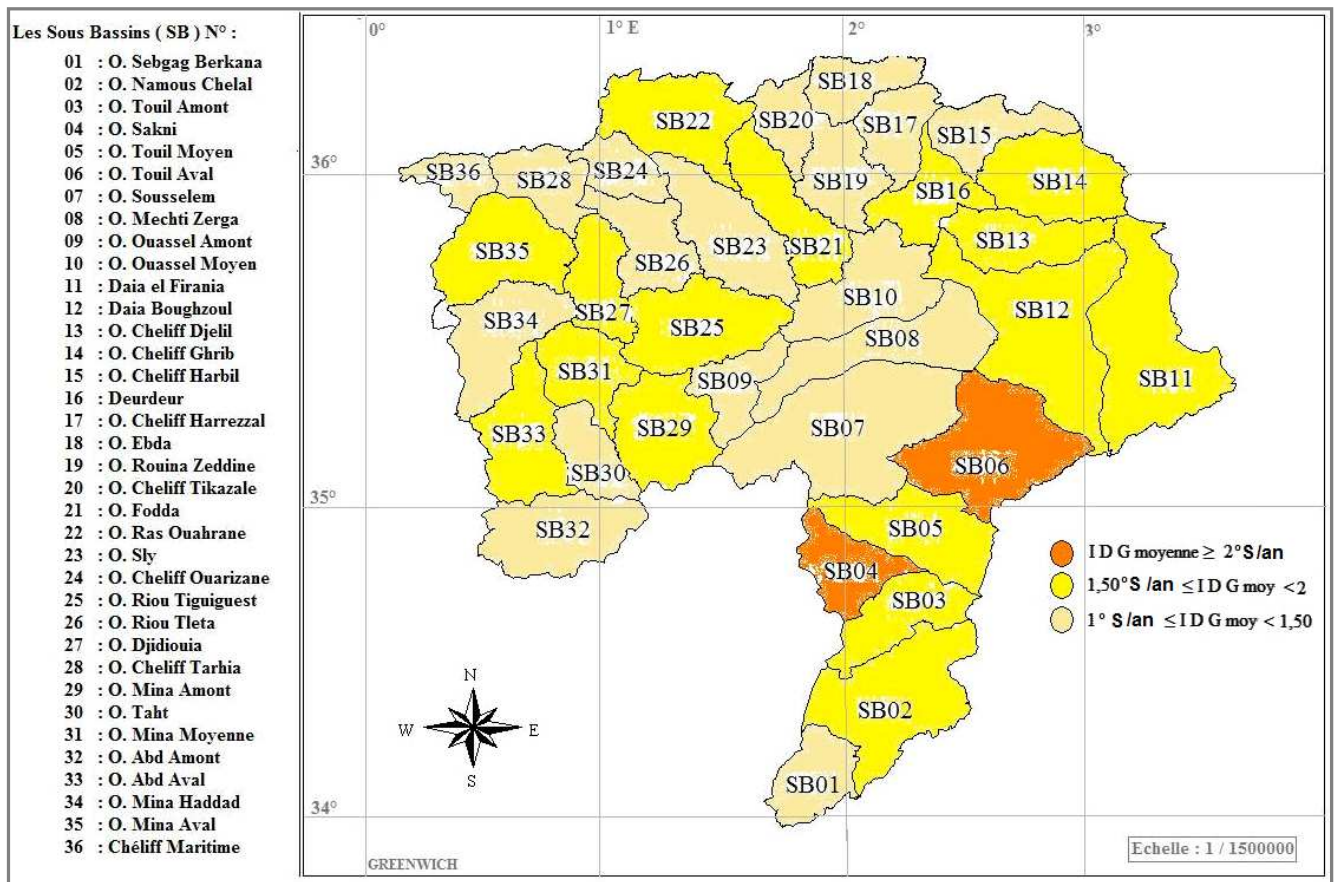 Les Sous Bassins ( SB ) N° :
01 : O. Sebgag Berkana
02 : O. Namous Chelal
03 : O. Touil Amont
04 : O. Sakni
05 : O. Touil Moyen
06 : O. Touil Aval
07 : O. Sousselem
08 : O. Mechti Zerga
09 : O. Ouassel Amont
10 : O. Ouassel Moyen
11 : Daia el Firania
12 : Daia Boughzoul
13 : O. Cheliff Djelil
14 : O. Cheliff Ghrib
15 : O. Cheliff Harbil
16 : Deurdeur
17 : O. Cheliff Harrezzal
18 : O. Ebda
19 : O. Rouina Zeddine
20 : O. Cheliff Tikazale
21 : O. Fodda
22 : O. Ras Ouahrane
23 : O. Sly
24 : O. Cheliff Ouarizane
25 : O. Riou Tiguiguest
26 : O. Riou Tleta
27 : O. Djidiouia
28 : O. Cheliff Tarhia
29 : O. Mina Amont
30 : O. Taht
31 : O. Mina Moyenne
32 : O. Abd Amont
33 : O. Abd Aval
34 : O. Mina Haddad
35 : O. Mina Aval
36 : Chéliff Maritime
0°
1° E
2°
3°
SB18
SB22
SB20
SB17
SB15
36°
SB36
SB28
SB24
SB19
SB16
SB14
SB35
SB26
SB23
SB21
SB13
SB34
SB27
SB25
SB10
SB12
SB08
SB31
SB09
SB11
SB33
SB29
SB07
SB30
SB06
35°
SB32
SB05
SB04
SB03
I D G moyenne ≥ 2°S/an
1,50°S /an ≤ I D G moy < 2
1° S /an ≤ I D G moy < 1,50
N
W
E
S
SB02
SB01
34°
Echelle : 1 / 1500000
GREENWICH